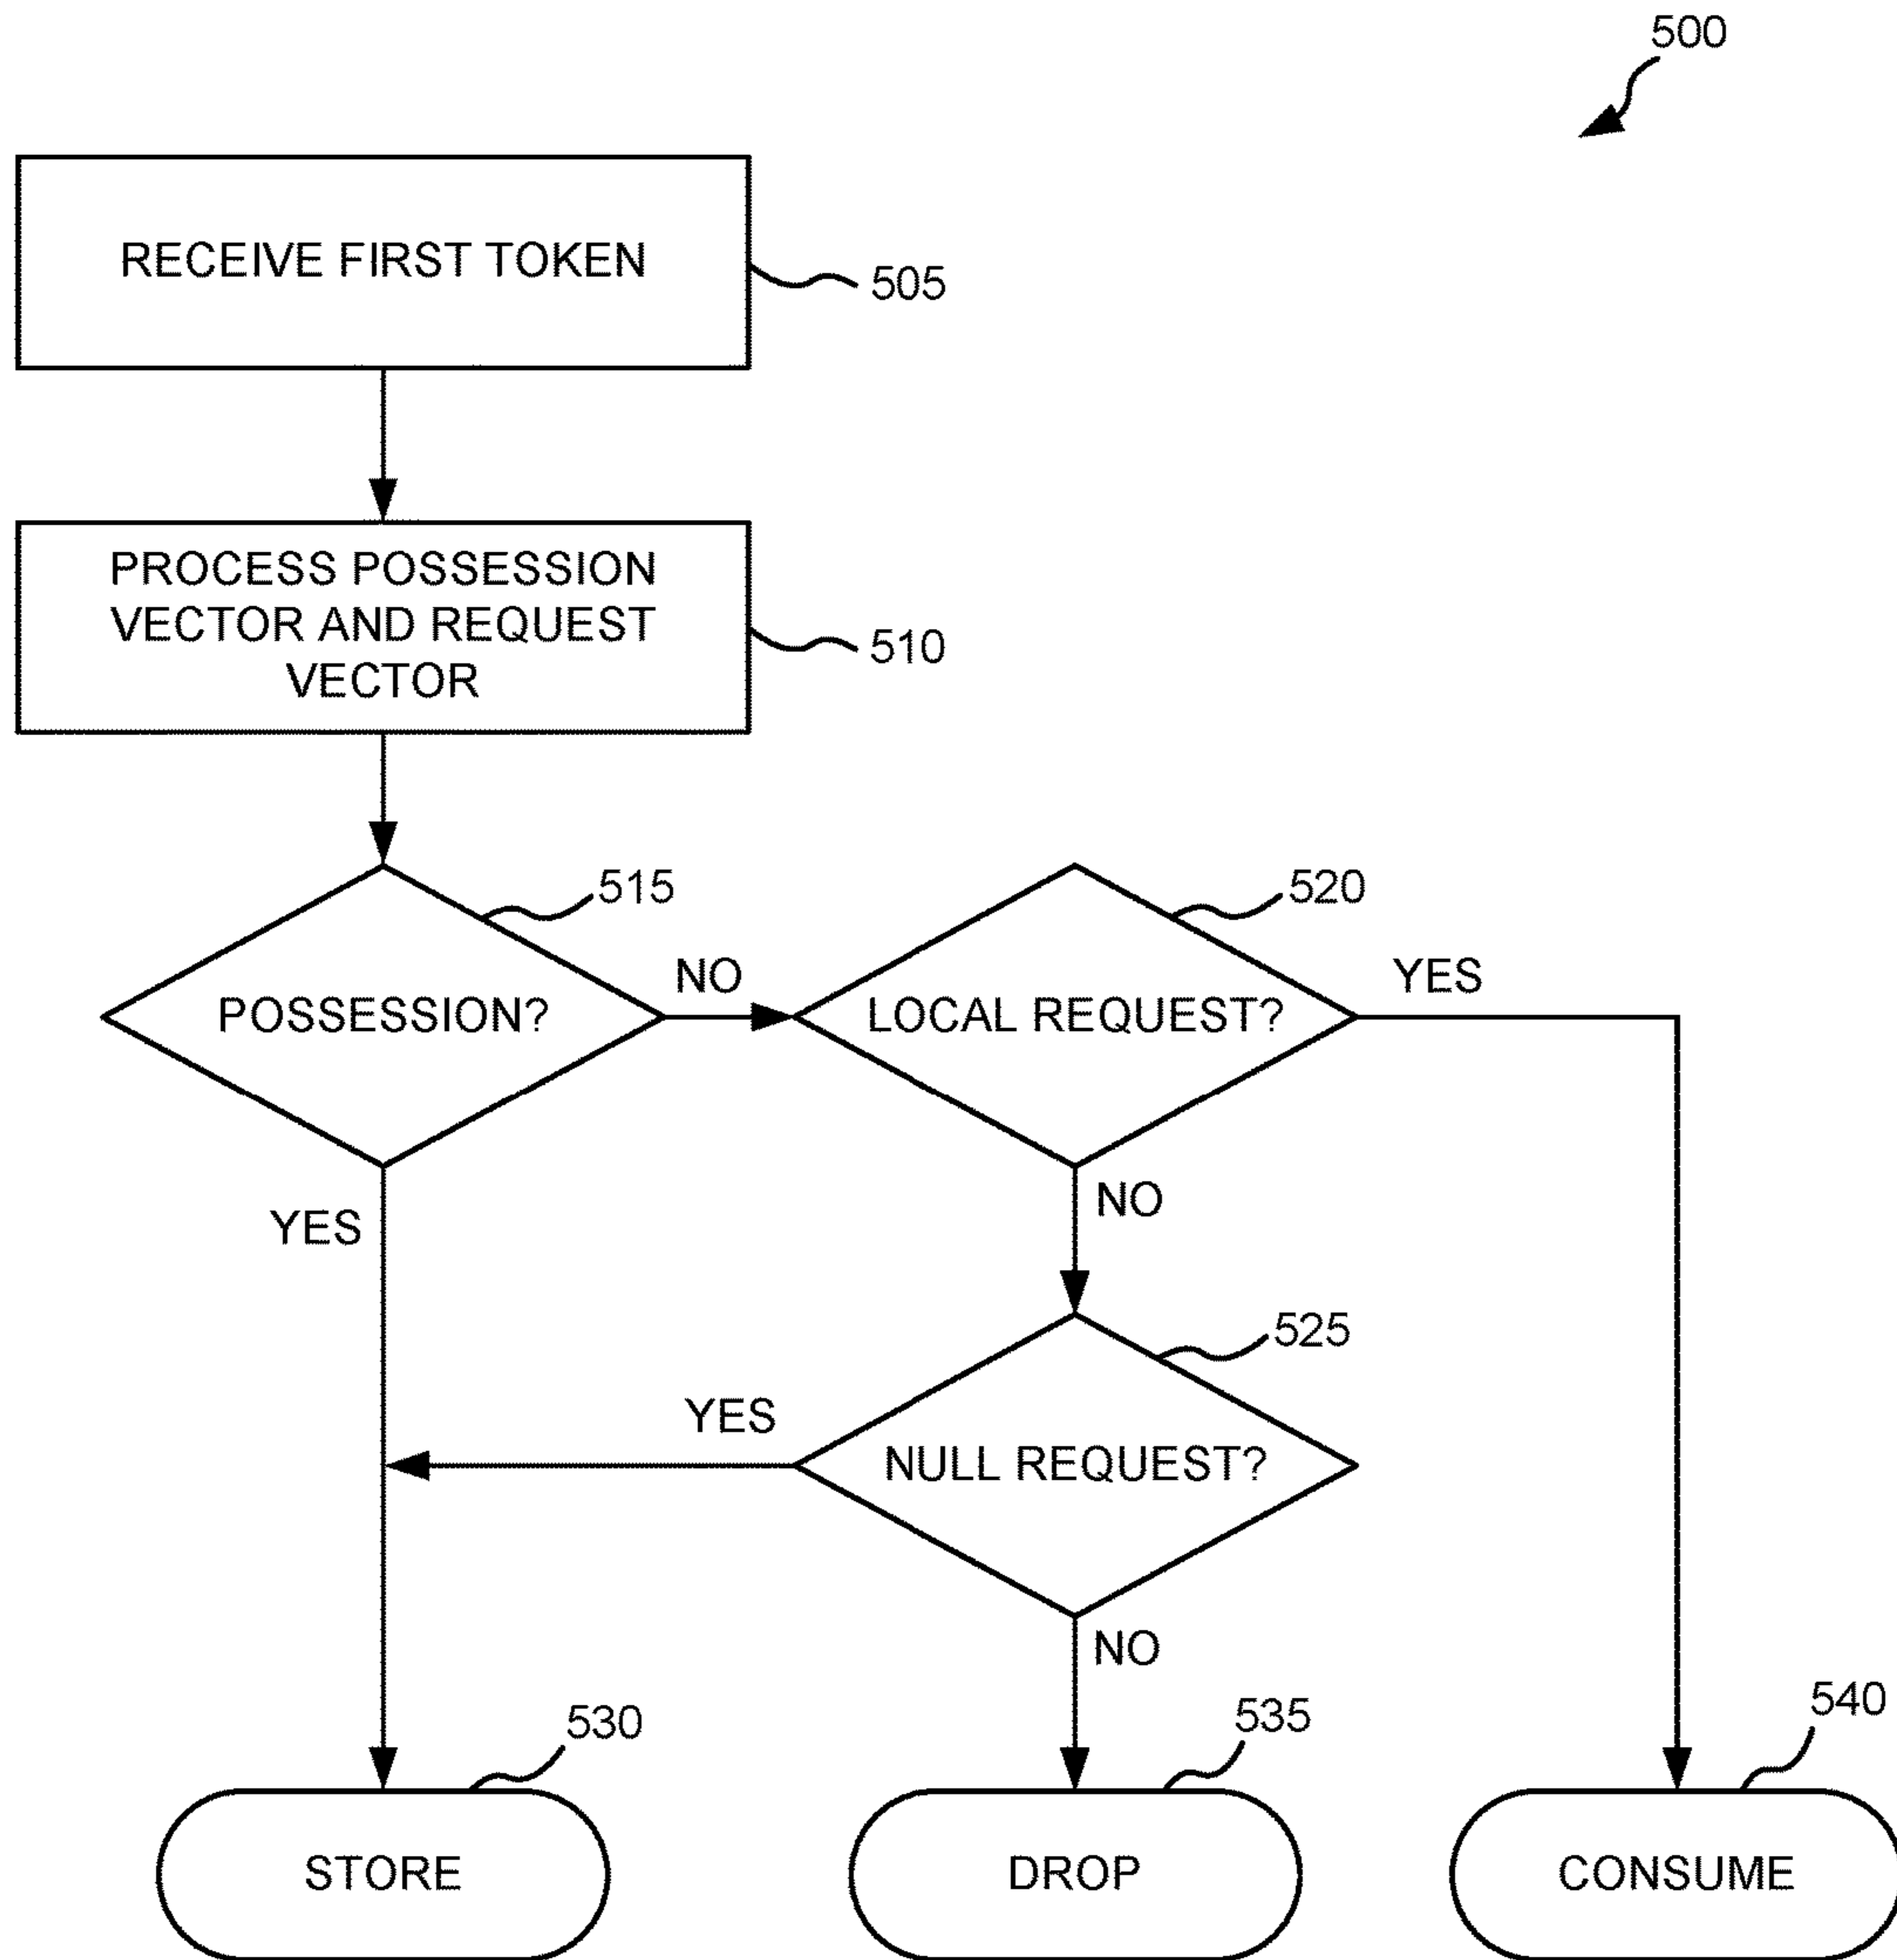 500
RECEIVE FIRST TOKEN
505
PROCESS POSSESSION
VECTOR AND REQUEST
VECTOR
510
515
520
POSSESSION?
NO
LOCAL REQUEST?
YES
YES
NO
525
YES
NULL REQUEST?
NO
530
535
540
STORE
DROP
CONSUME